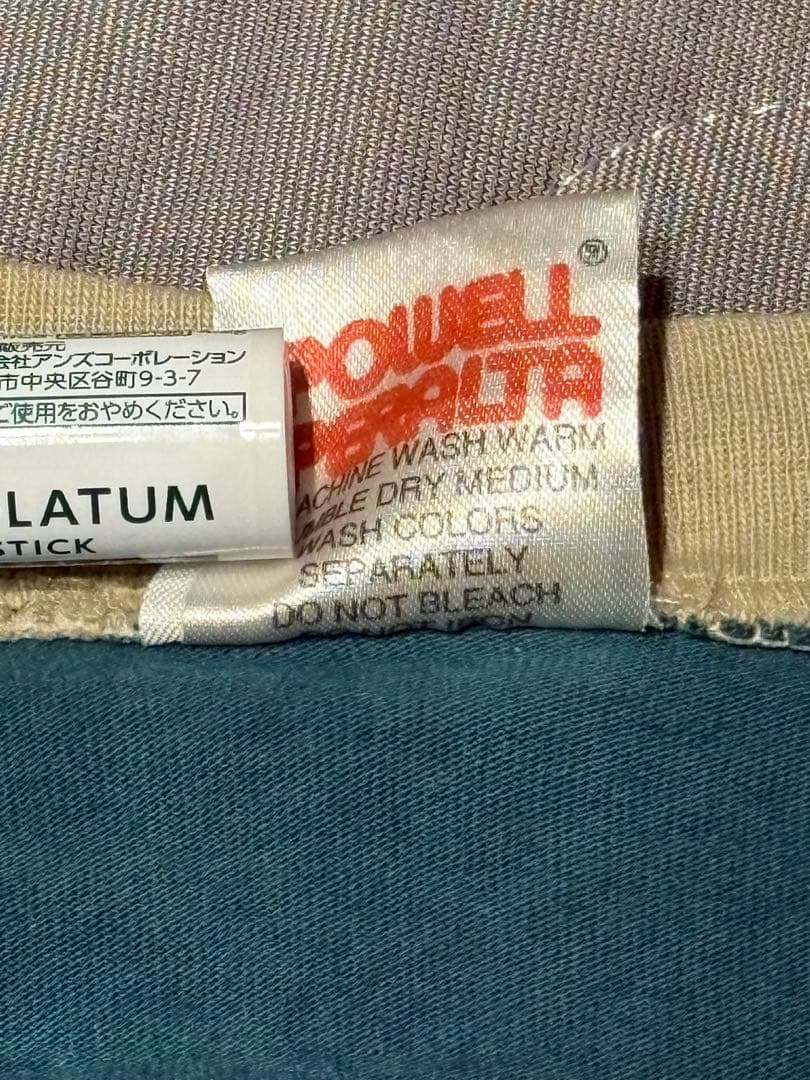 会社アンズコーポレーション
市中央区谷町9-3-7
ご使用をおやめください。
LATUM
STICK
®
POWELL
PERALTA
ACHINE WASH WARM
MBLE DRY MEDIUM
WASH COLORS
SEPARATELY
DO NOT BLEACH